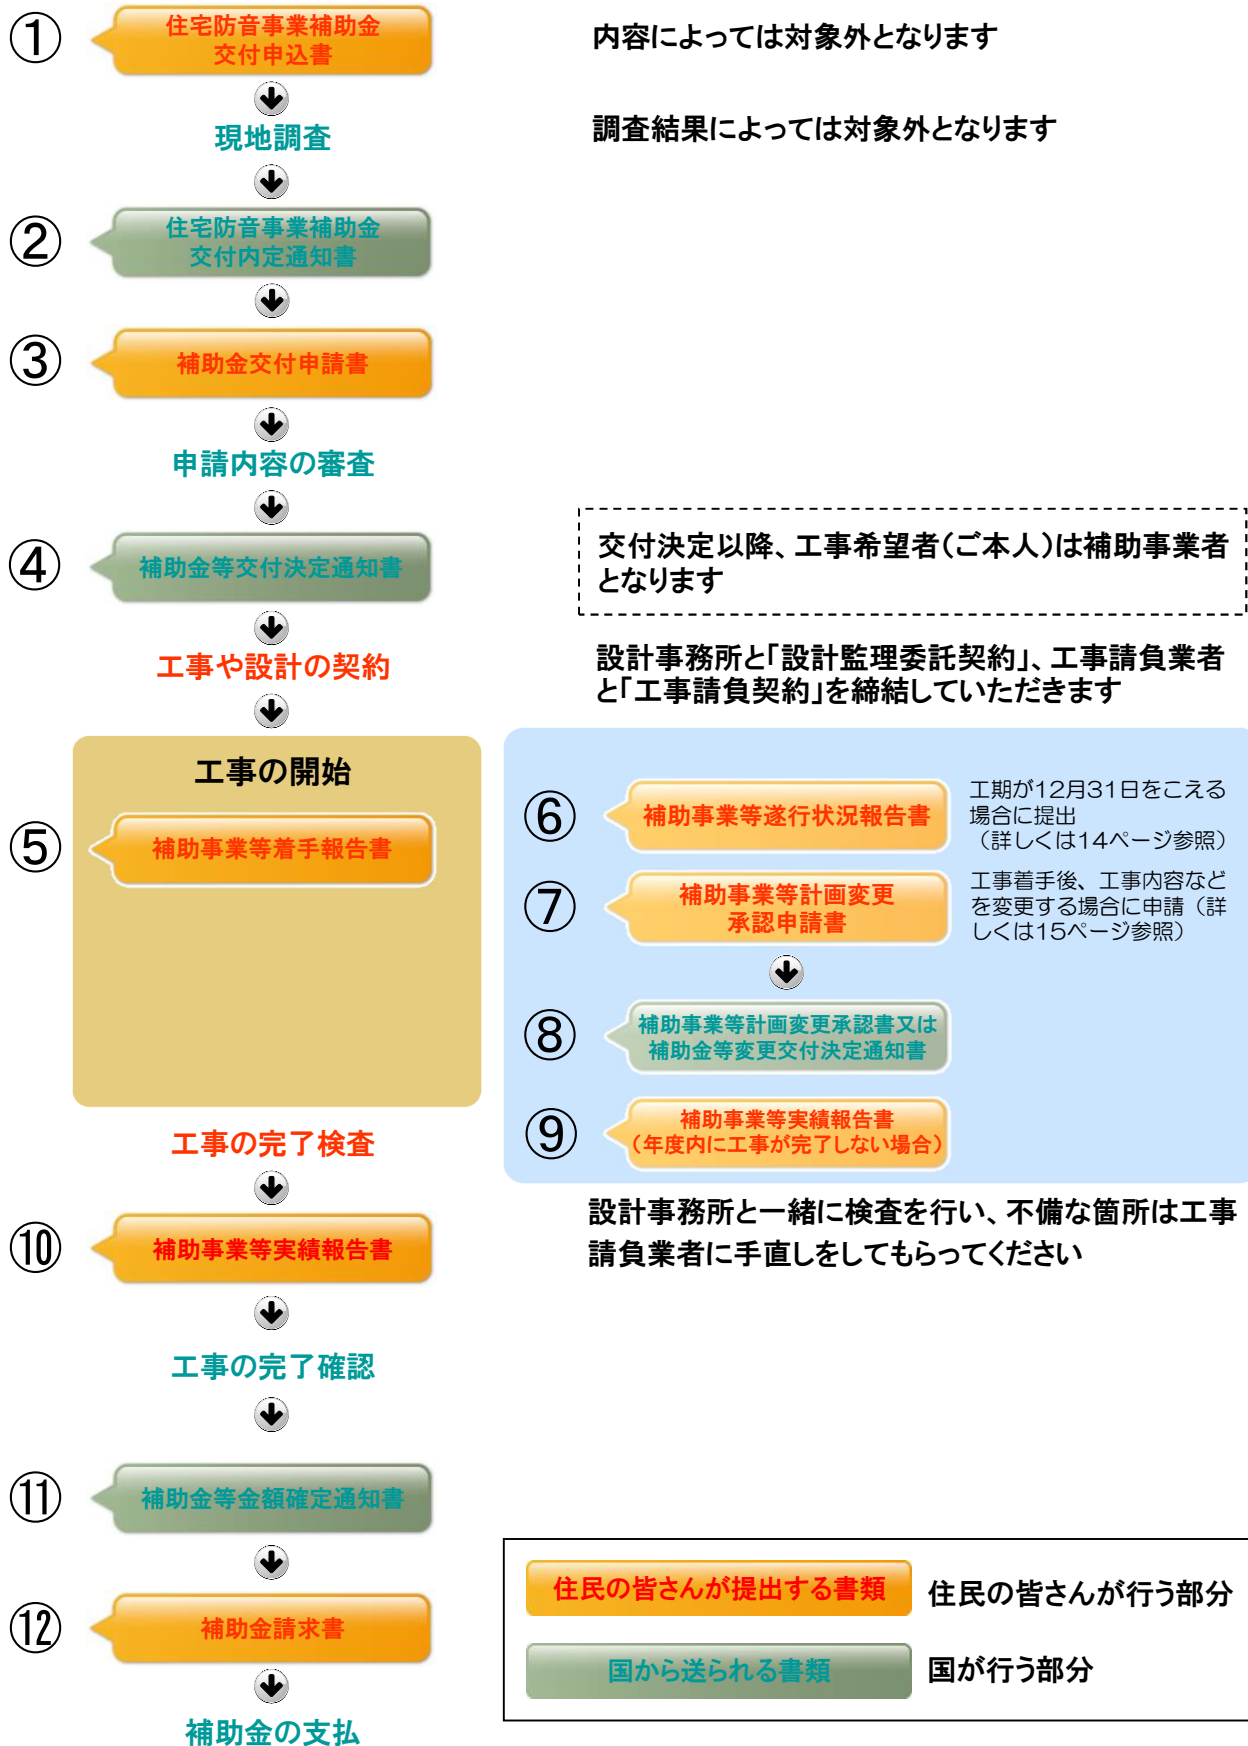 ①
住宅防音事業補助金
交付申込書
内容によっては対象外となります
現地調査
調査結果によっては対象外となります
②
住宅防音事業補助金
交付内定通知書
③
補助金交付申請書
申請内容の審査
④
補助金等交付決定通知書
交付決定以降、工事希望者(ご本人)は補助事業者
となります
工事や設計の契約
設計事務所と「設計監理委託契約」、工事請負業者
と「工事請負契約」を締結していただきます
工事の開始
⑤
補助事業等着手報告書
⑥
補助事業等遂行状況報告書
工期が12月31日をこえる
場合に提出
（詳しくは14ページ参照）
⑦
補助事業等計画変更
承認申請書
工事着手後、工事内容など
を変更する場合に申請（詳
しくは15ページ参照）
⑧
補助事業等計画変更承認書又は
補助金等変更交付決定通知書
⑨
補助事業等実績報告書
(年度内に工事が完了しない場合)
工事の完了検査
設計事務所と一緒に検査を行い、不備な箇所は工事
請負業者に手直しをしてもらってください
⑩
補助事業等実績報告書
工事の完了確認
⑪
補助金等金額確定通知書
⑫
補助金請求書
補助金の支払
住民の皆さんが提出する書類
住民の皆さんが行う部分
国から送られる書類
国が行う部分